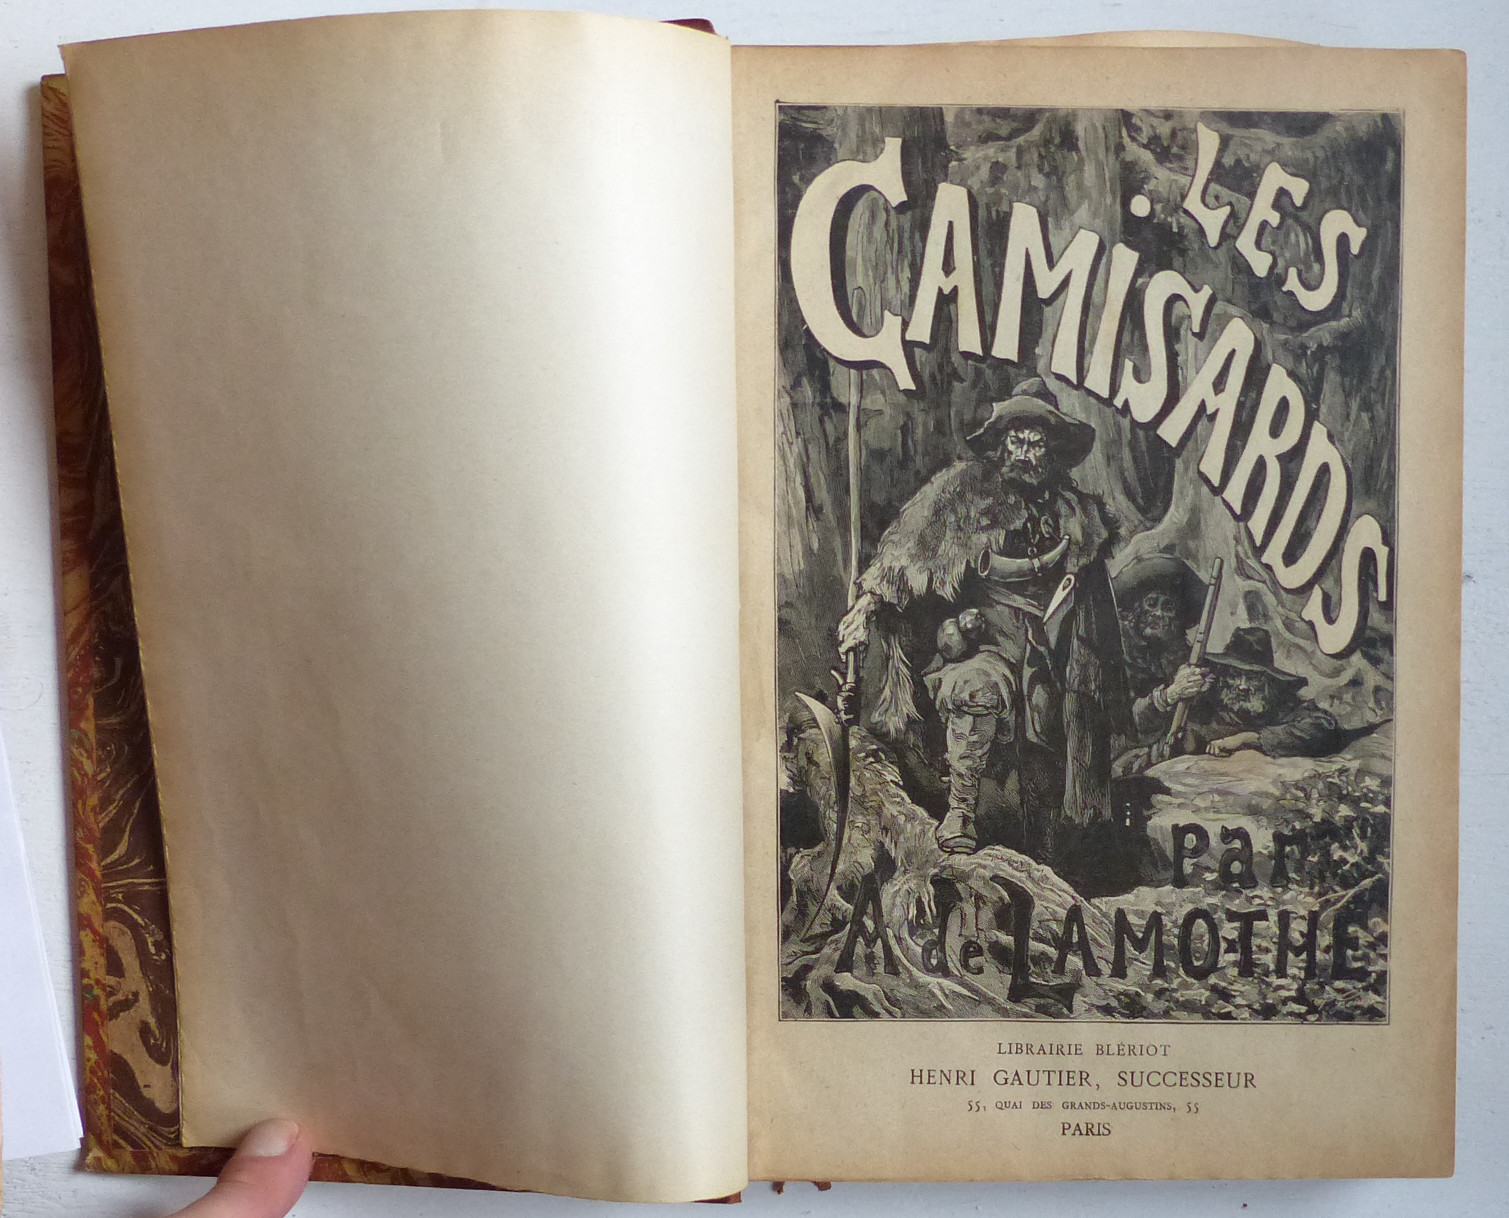 LES
CAMISARDS
par
A de LAMOTHE
LIBRAIRIE BLÉRIOT
HENRI GAUTIER, SUCCESSEUR
55, QUAI DES GRANDS-AUGUSTINS, 55
PARIS